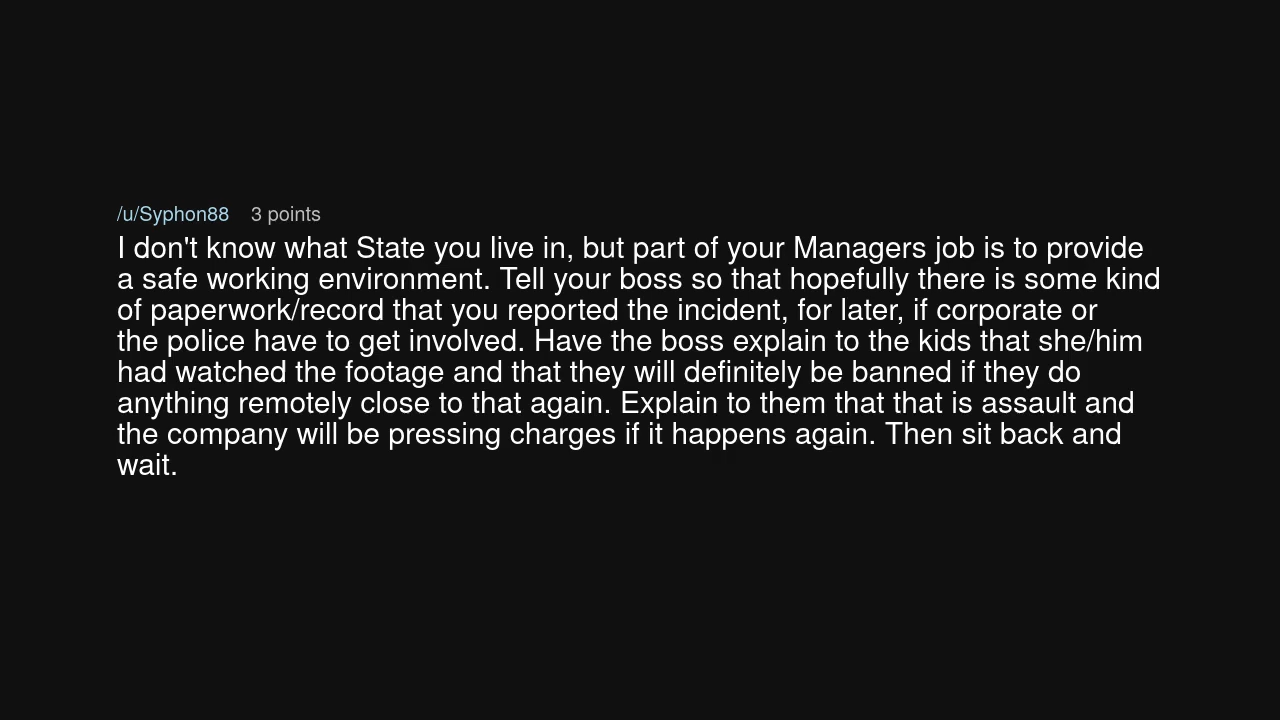 /u/Syphon88 3 points
I don't know what State you live in, but part of your Managers job is to provide
a safe working environment. Tell your boss so that hopefully there is some kind
of paperwork/record that you reported the incident, for later, if corporate or
the police have to get involved. Have the boss explain to the kids that she/him
had watched the footage and that they will definitely be banned if they do
anything remotely close to that again. Explain to them that that is assault and
the company will be pressing charges if it happens again. Then sit back and
wait.